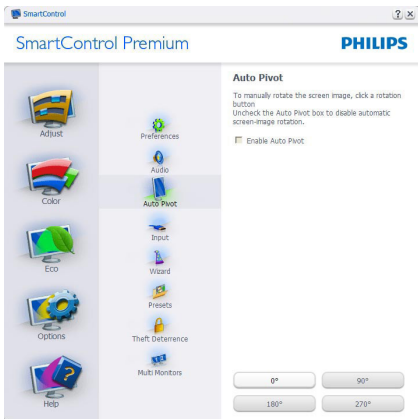 SmartControl
SmartControl Premium
PHILIPS
Adjust
Color
Eco
Options
Help
Preferences
Audio
Auto Pivot
Input
Wizard
Presets
Theft Deterrence
Multi Monitors
Auto Pivot
To manually rotate the screen image, click a rotation
button
Uncheck the Auto Pivot box to disable automatic
screen-image rotation.
Enable Auto Pivot
0°
90°
180°
270°